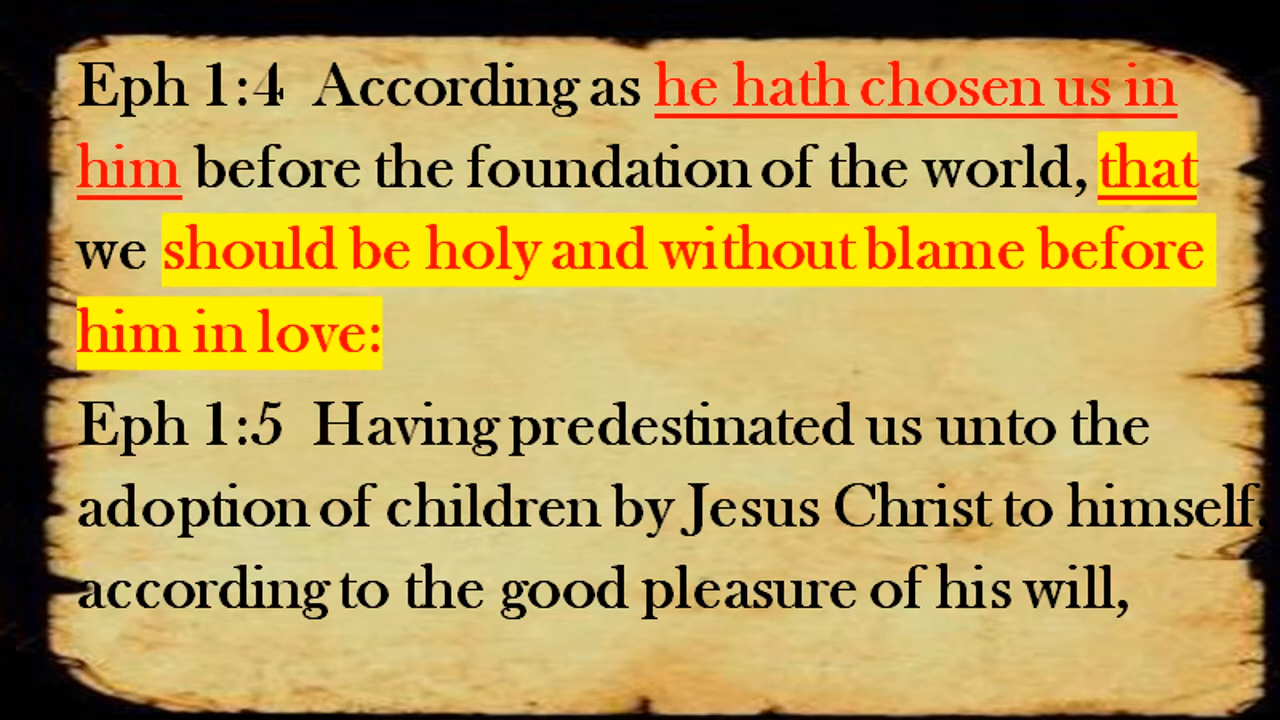 Eph 1:4 According as he hath chosen us in
him before the foundation of the world, that
we should be holy and without blame before
him in love:
Eph 1:5 Having predestinated us unto the
adoption of children by Jesus Christ to himself,
according to the good pleasure of his will,